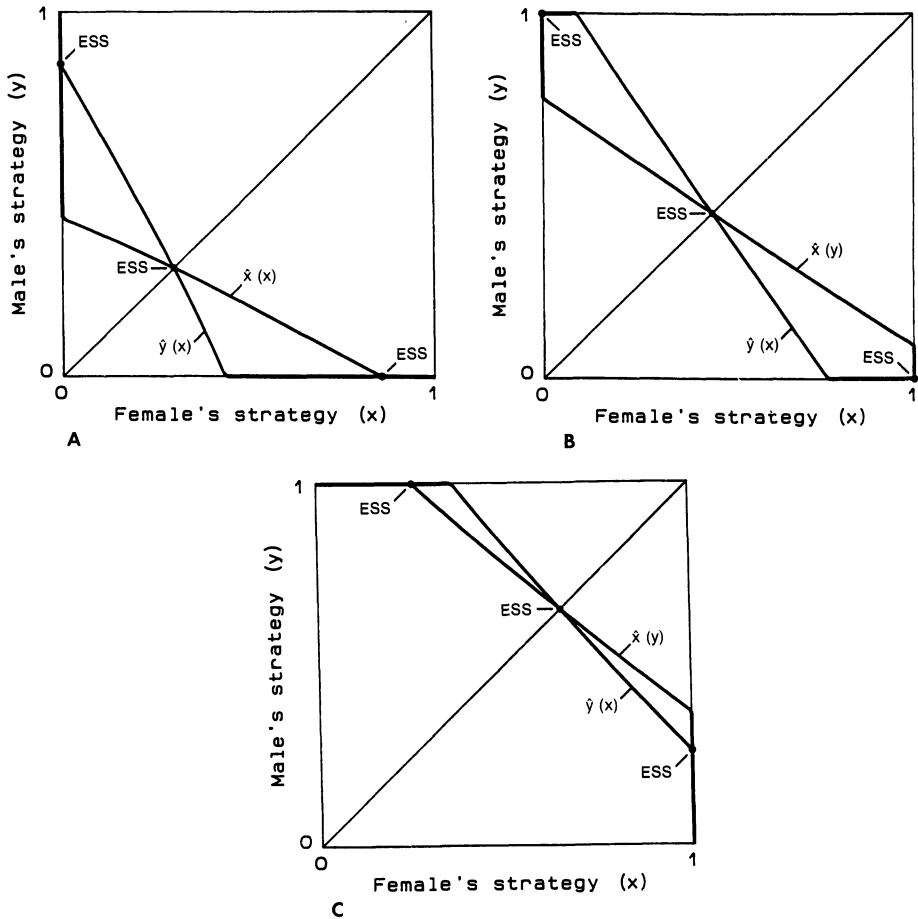 1
ESS
Male's strategy (y)
ESS
x̂ (x)
ŷ (x)
ESS
0
0
1
Female's strategy (x)
A
1
ESS
Male's strategy (y)
ESS
x̂ (y)
ŷ (x)
ESS
0
0
1
Female's strategy (x)
B
1
ESS
Male's strategy (y)
ESS
x̂ (y)
ŷ (x)
ESS
0
0
1
Female's strategy (x)
C